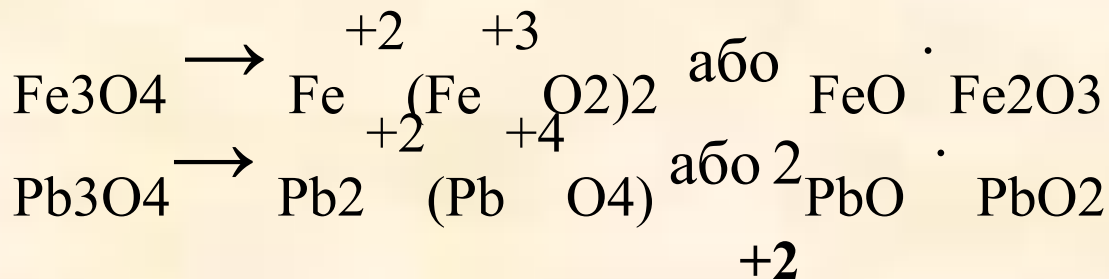 +2 +3
Fe3O4 → Fe (Fe O2)2 або FeO · Fe2O3
+2 +4
Pb3O4 → Pb2 (Pb O4) або 2PbO · PbO2
+2